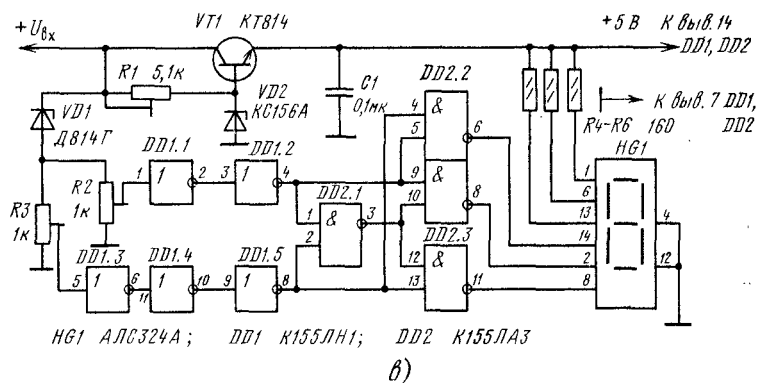 +Uвх
VT1 КТ814
+5 В К выв.14 DD1, DD2
R1 5,1к
VD2 КС156А
C1 0,1мк
DD2.2
VD1 Д814Г
R4-R6 160
К выв. 7 DD1, DD2
HG1
DD1.1
DD1.2
DD2.1
DD2.3
R2 1к
R3 1к
DD1.3
DD1.4
DD1.5
1 1 2 3 1 4
5 1 6 11 1 10 9 1 8
1 2 & 3
4 5 & 6
9 10 & 8
12 13 & 11
1 6 13 14 2 8 4 12
HG1 АЛС324А; DD1 К155ЛН1; DD2 К155ЛА3
в)